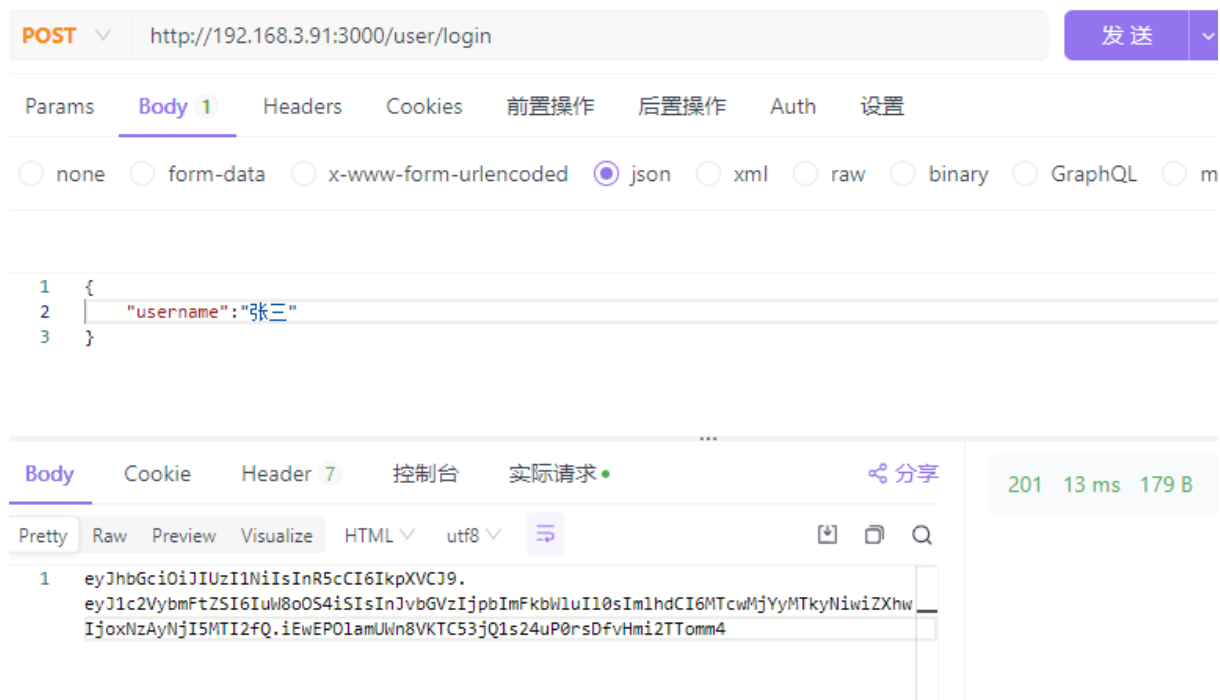 POST http://192.168.3.91:3000/user/login 发送
Params Body 1 Headers Cookies 前置操作 后置操作 Auth 设置
none form-data x-www-form-urlencoded json xml raw binary GraphQL m
1 {
2 "username":"张三"
3 }
Body Cookie Header 7 控制台 实际请求 分享 201 13 ms 179 B
Pretty Raw Preview Visualize HTML utf8
1 eyJhbGciOiJIUzI1NiIsInR5cCI6IkpXVCJ9.
eyJ1c2VybmFtZSI6IuW8oOS4iSIsInJvbGVzIjpbImFkbWluIl0sImlhdCI6MTcwMjYyMTkyNiwiZXhw
IjoxNzAyNjI5MTI2fQ.iEwEPOlamUWn8VKTC53jQ1s24uP0rsDfvHmi2TTomm4